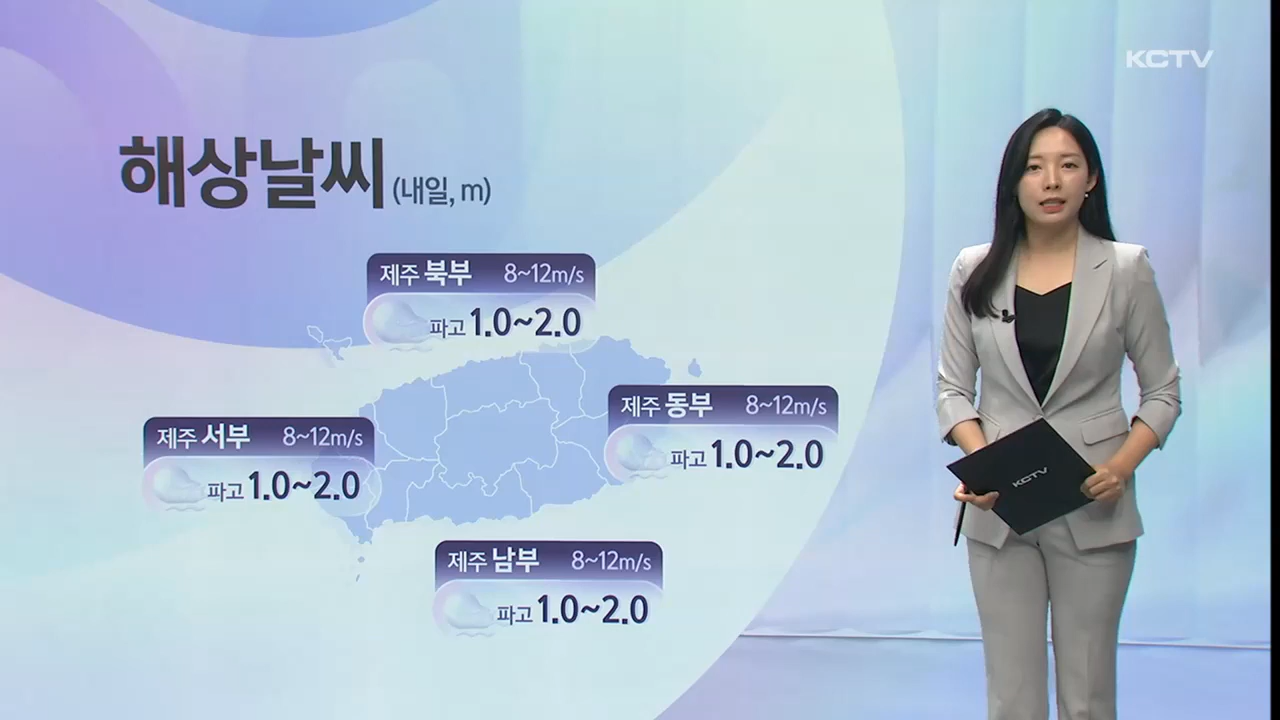 KCTV
해상날씨 (내일, m)
제주 북부 8~12m/s
파고 1.0~2.0
제주 동부 8~12m/s
파고 1.0~2.0
제주 서부 8~12m/s
파고 1.0~2.0
제주 남부 8~12m/s
파고 1.0~2.0
KCTV